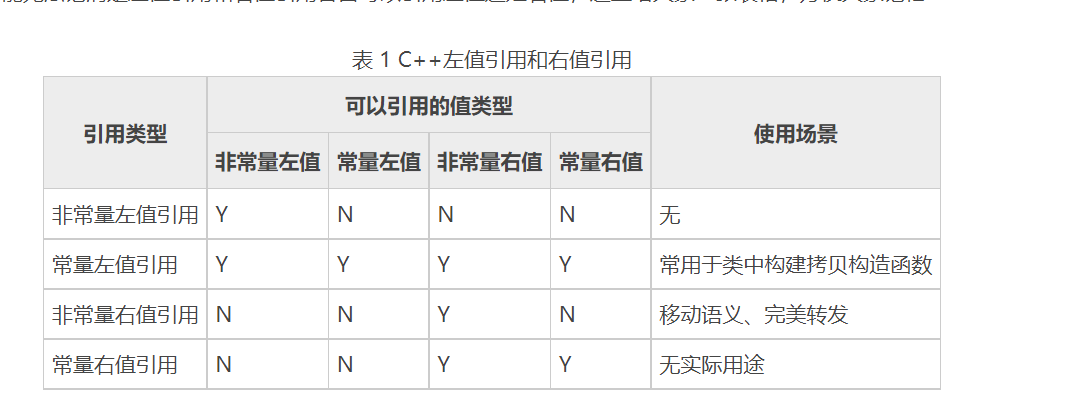 表 1 C++左值引用和右值引用
引用类型 可以引用的值类型 使用场景
非常量左值 常量左值 非常量右值 常量右值
非常量左值引用 Y N N N 无
常量左值引用 Y Y Y Y 常用于类中构建拷贝构造函数
非常量右值引用 N N Y N 移动语义、完美转发
常量右值引用 N N Y Y 无实际用途